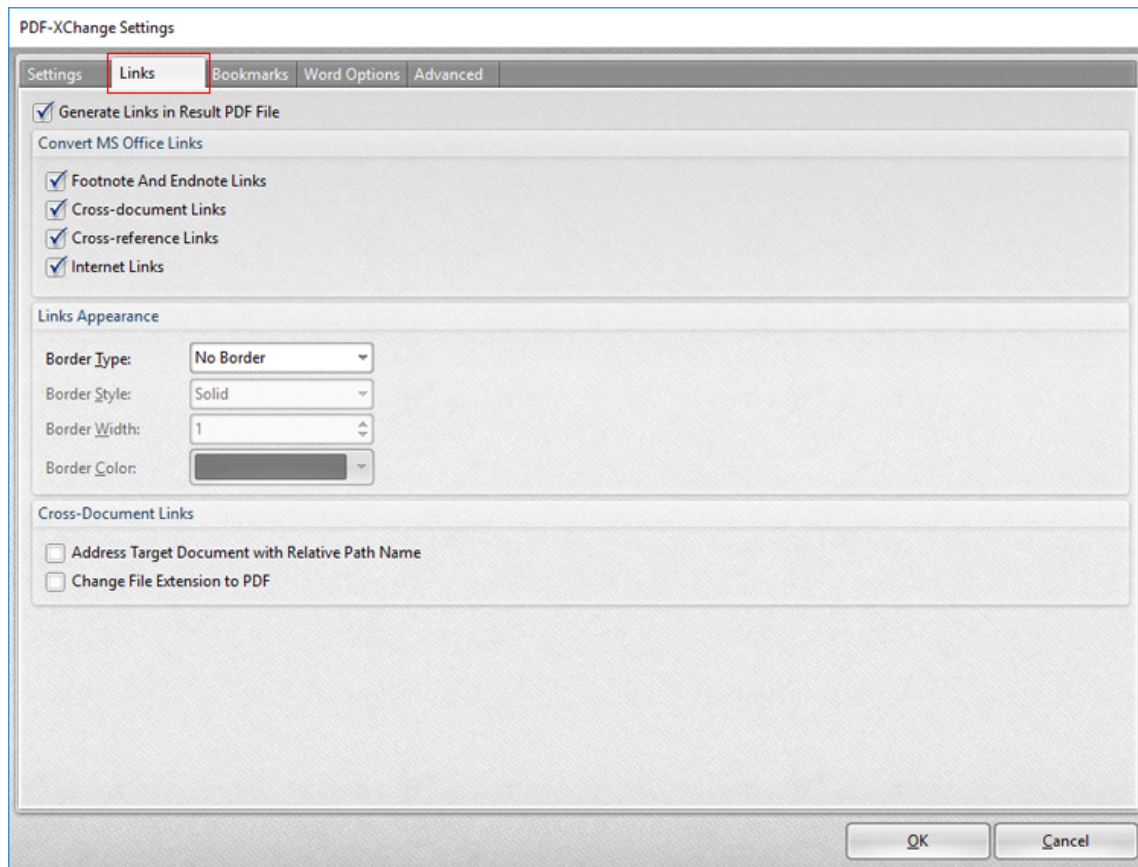 PDF-XChange Settings
Settings Links Bookmarks Word Options Advanced
Generate Links in Result PDF File
Convert MS Office Links
Footnote And Endnote Links
Cross-document Links
Cross-reference Links
Internet Links
Links Appearance
Border Type: No Border
Border Style: Solid
Border Width: 1
Border Color:
Cross-Document Links
Address Target Document with Relative Path Name
Change File Extension to PDF
OK Cancel